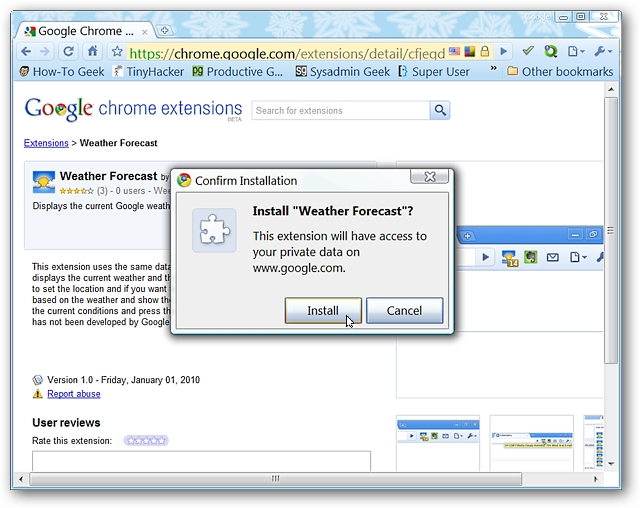 Google Chrome ...
https://chrome.google.com/extensions/detail/cfjegd
How-To Geek
TinyHacker
Productive G...
Sysadmin Geek
Super User
»
Other bookmarks
Google chrome extensions
BETA
Search for extensions
Extensions > Weather Forecast
Weather Forecast by
(3) - 0 users - Wee
Displays the current Google weath
Confirm Installation
Install "Weather Forecast"?
This extension will have access to
your private data on
www.google.com.
Install
Cancel
14
This extension uses the same data
displays the current weather and th
to set the location and if you want
based on the weather and show the
the current conditions and press th
has not been developed by Google
Version 1.0 - Friday, January 01, 2010
Report abuse
User reviews
Rate this extension: